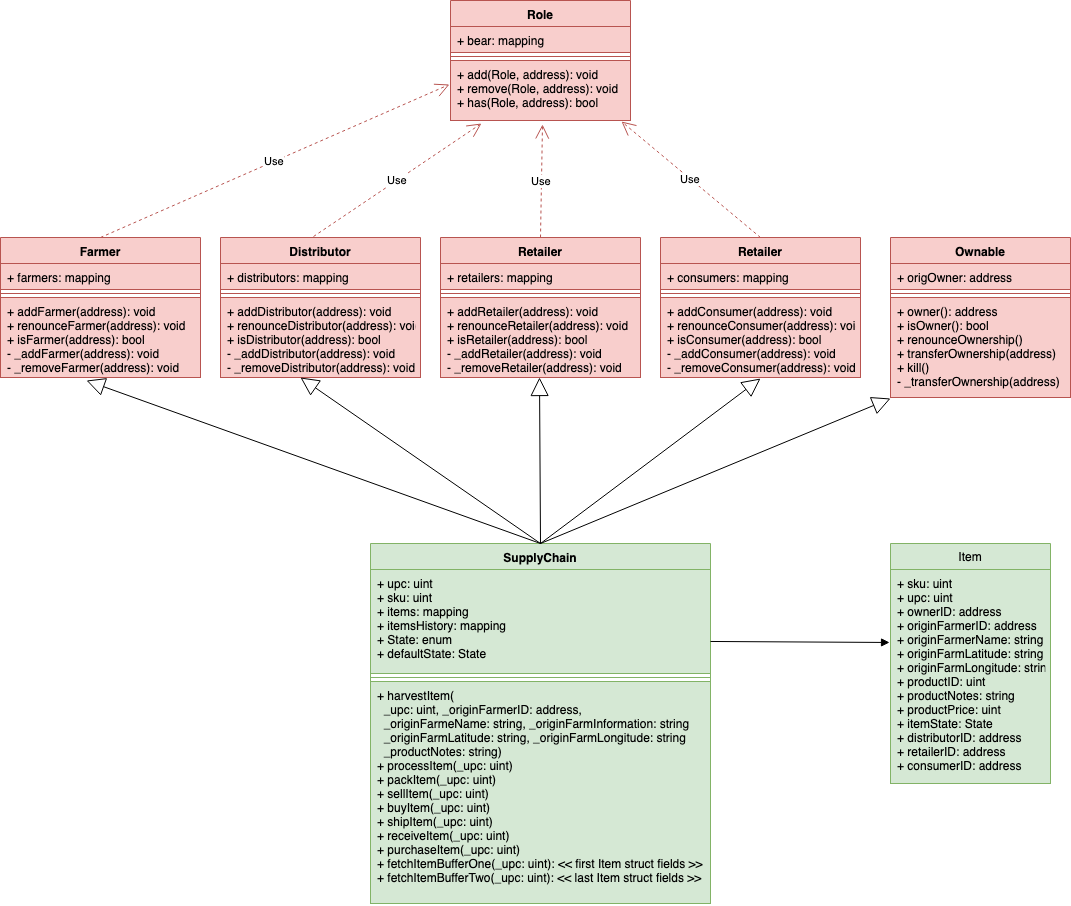 Role
+ bear: mapping
+ add(Role, address): void
+ remove(Role, address): void
+ has(Role, address): bool
Use
Use
Use
Use
Farmer
+ farmers: mapping
+ addFarmer(address): void
+ renounceFarmer(address): void
+ isFarmer(address): bool
- _addFarmer(address): void
- _removeFarmer(address): void
Distributor
+ distributors: mapping
+ addDistributor(address): void
+ renounceDistributor(address): voi
+ isDistributor(address): bool
- _addDistributor(address): void
- _removeDistributor(address): void
Retailer
+ retailers: mapping
+ addRetailer(address): void
+ renounceRetailer(address): void
+ isRetailer(address): bool
- _addRetailer(address): void
- _removeRetailer(address): void
Retailer
+ consumers: mapping
+ addConsumer(address): void
+ renounceConsumer(address): voi
+ isConsumer(address): bool
- _addConsumer(address): void
- _removeConsumer(address): void
Ownable
+ origOwner: address
+ owner(): address
+ isOwner(): bool
+ renounceOwnership()
+ transferOwnership(address)
+ kill()
- _transferOwnership(address)
SupplyChain
+ upc: uint
+ sku: uint
+ items: mapping
+ itemsHistory: mapping
+ State: enum
+ defaultState: State
+ harvestItem(
_upc: uint, _originFarmerID: address,
_originFarmeName: string, _originFarmInformation: string
_originFarmLatitude: string, _originFarmLongitude: string
_productNotes: string)
+ processItem(_upc: uint)
+ packItem(_upc: uint)
+ sellItem(_upc: uint)
+ buyItem(_upc: uint)
+ shipItem(_upc: uint)
+ receiveItem(_upc: uint)
+ purchaseItem(_upc: uint)
+ fetchItemBufferOne(_upc: uint): << first Item struct fields >>
+ fetchItemBufferTwo(_upc: uint): << last Item struct fields >>
Item
+ sku: uint
+ upc: uint
+ ownerID: address
+ originFarmerID: address
+ originFarmerName: string
+ originFarmLatitude: string
+ originFarmLongitude: strin
+ productID: uint
+ productNotes: string
+ productPrice: uint
+ itemState: State
+ distributorID: address
+ retailerID: address
+ consumerID: address